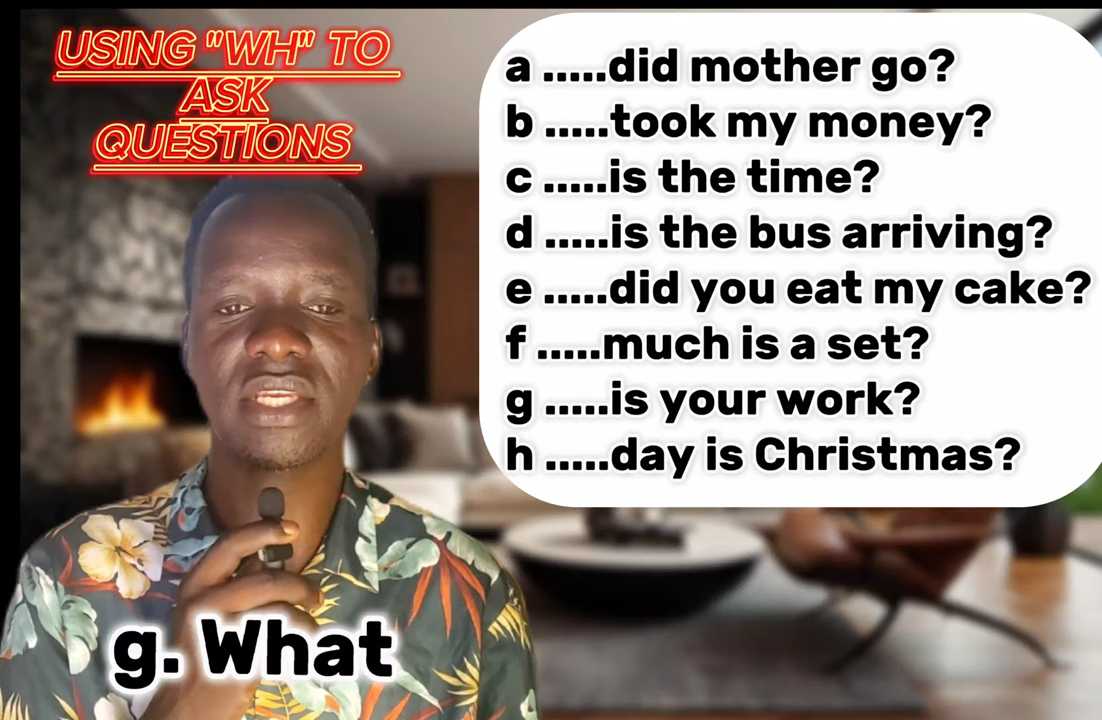 USING "WH" TO
ASK
QUESTIONS
a .....did mother go?
b .....took my money?
c .....is the time?
d .....is the bus arriving?
e .....did you eat my cake?
f .....much is a set?
g .....is your work?
h .....day is Christmas?
g. What